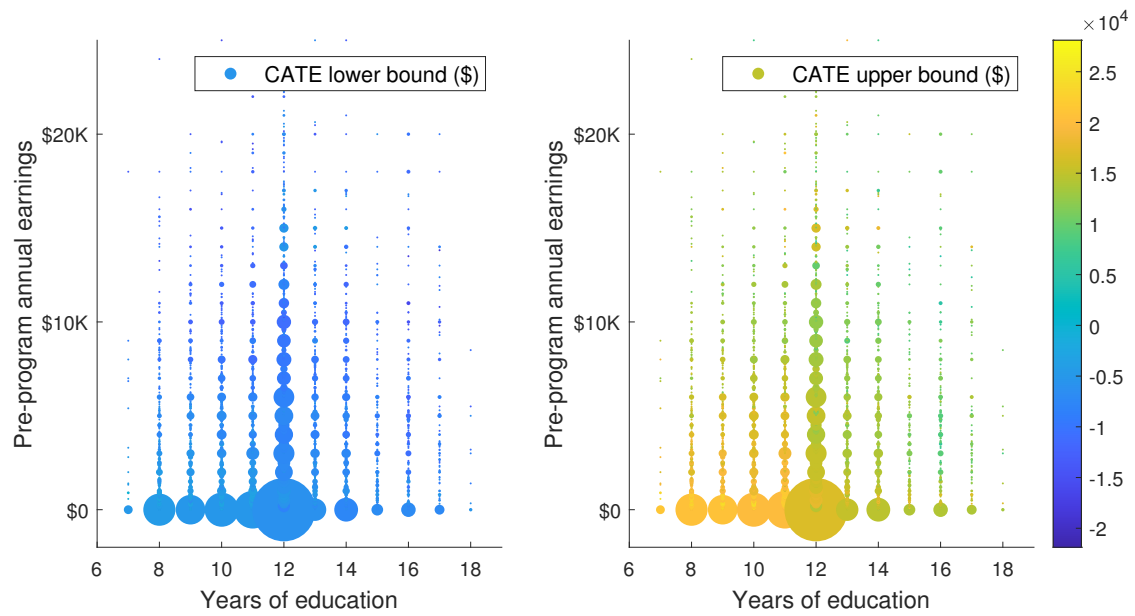 ×10⁴
CATE lower bound ($)
Pre-program annual earnings
$20K
$10K
$0
6 8 10 12 14 16 18
Years of education
CATE upper bound ($)
Pre-program annual earnings
$20K
$10K
$0
6 8 10 12 14 16 18
Years of education
2.5
2
1.5
1
0.5
0
-0.5
-1
-1.5
-2